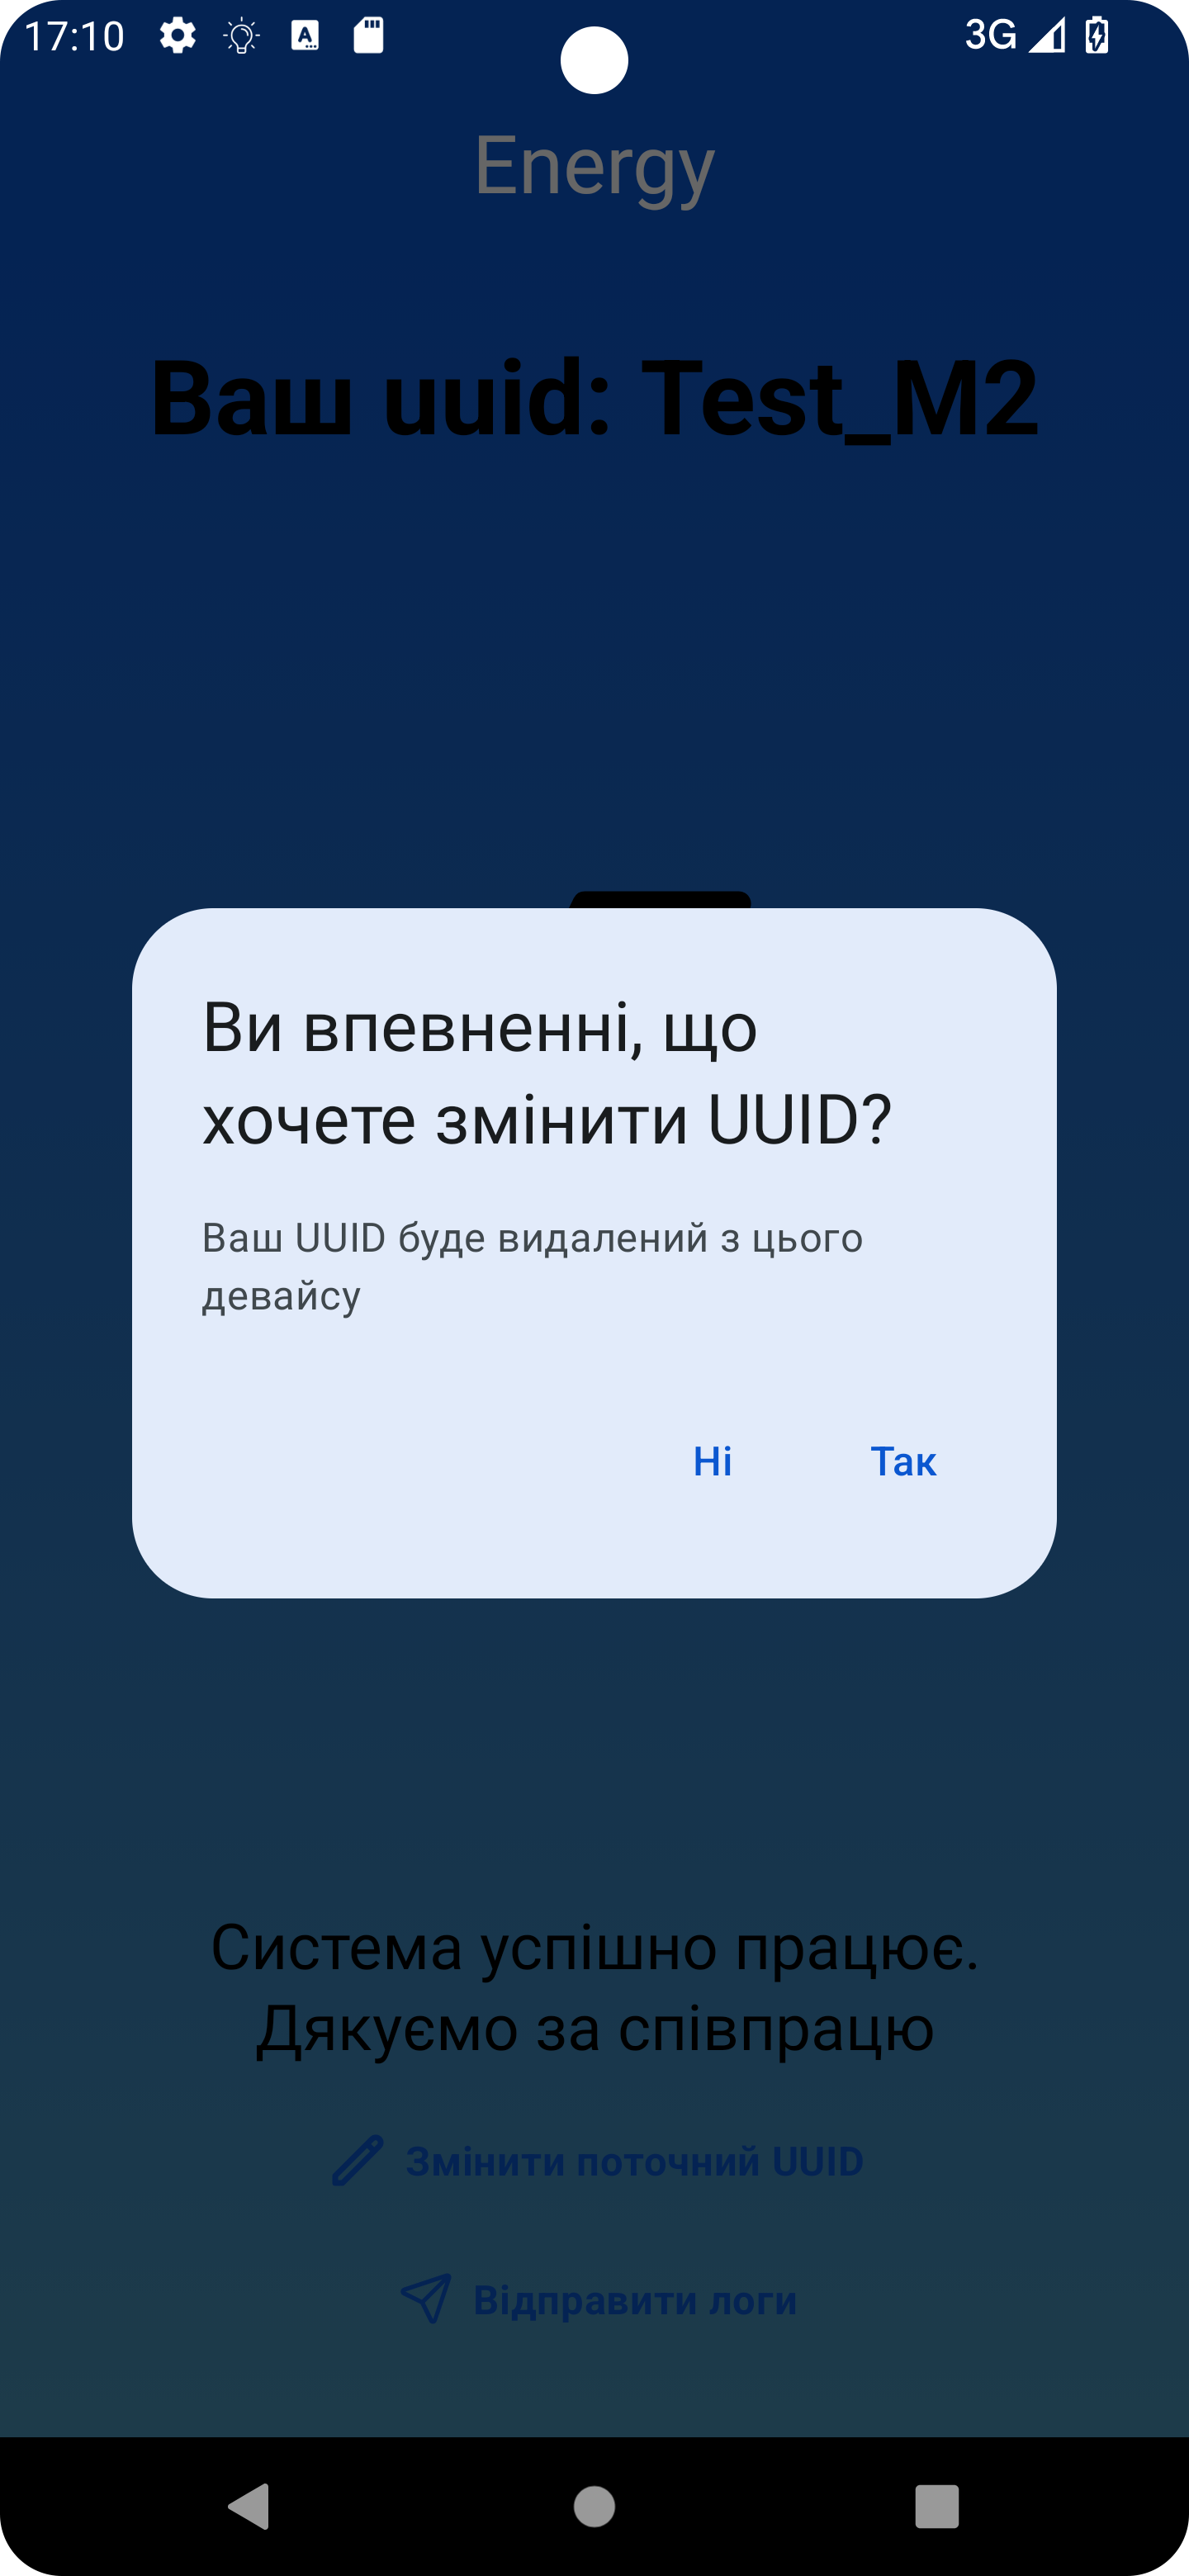 17:10
3G
Energy
Ваш uuid: Test_M2
Ви впевненні, що
хочете змінити UUID?
Ваш UUID буде видалений з цього
девайсу
Ні Так
Система успішно працює.
Дякуємо за співпрацю
Змінити поточний UUID
Відправити логи